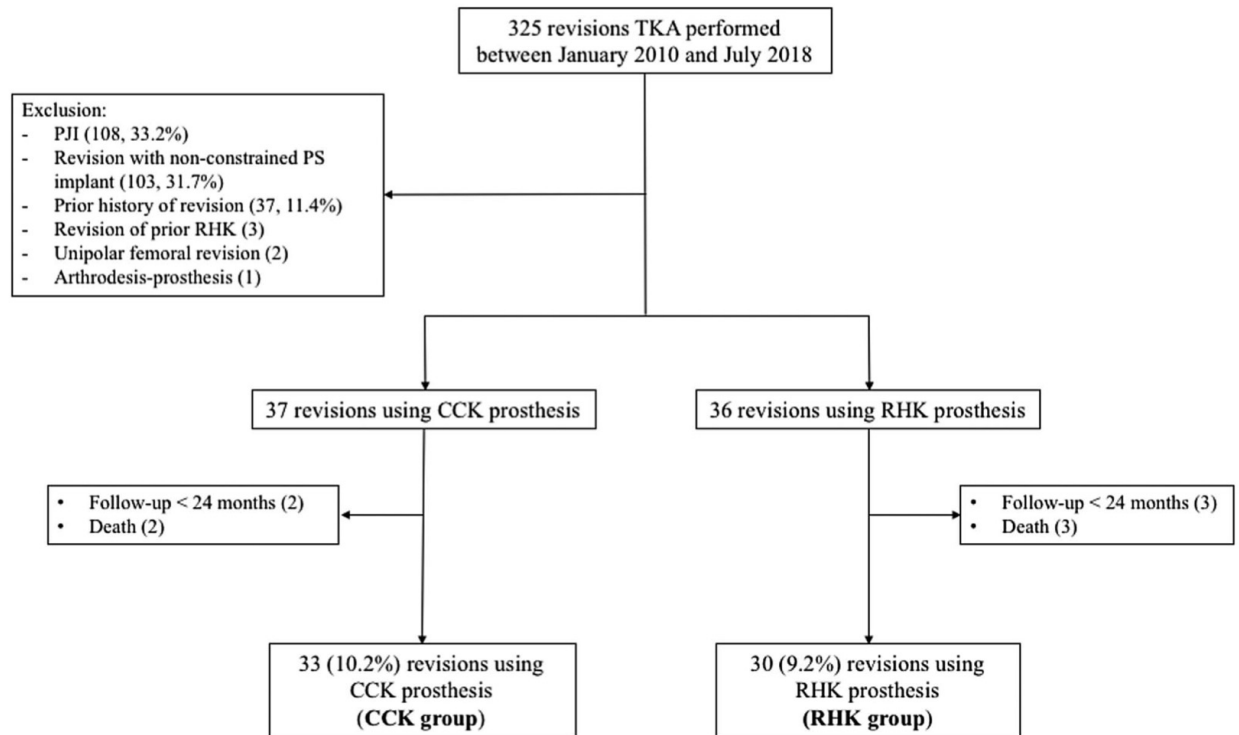 325 revisions TKA performed
between January 2010 and July 2018
Exclusion:
- PJI (108, 33.2%)
- Revision with non-constrained PS
implant (103, 31.7%)
- Prior history of revision (37, 11.4%)
- Revision of prior RHK (3)
- Unipolar femoral revision (2)
- Arthrodesis-prosthesis (1)
37 revisions using CCK prosthesis
36 revisions using RHK prosthesis
• Follow-up < 24 months (2)
• Death (2)
• Follow-up < 24 months (3)
• Death (3)
33 (10.2%) revisions using
CCK prosthesis
(CCK group)
30 (9.2%) revisions using
RHK prosthesis
(RHK group)